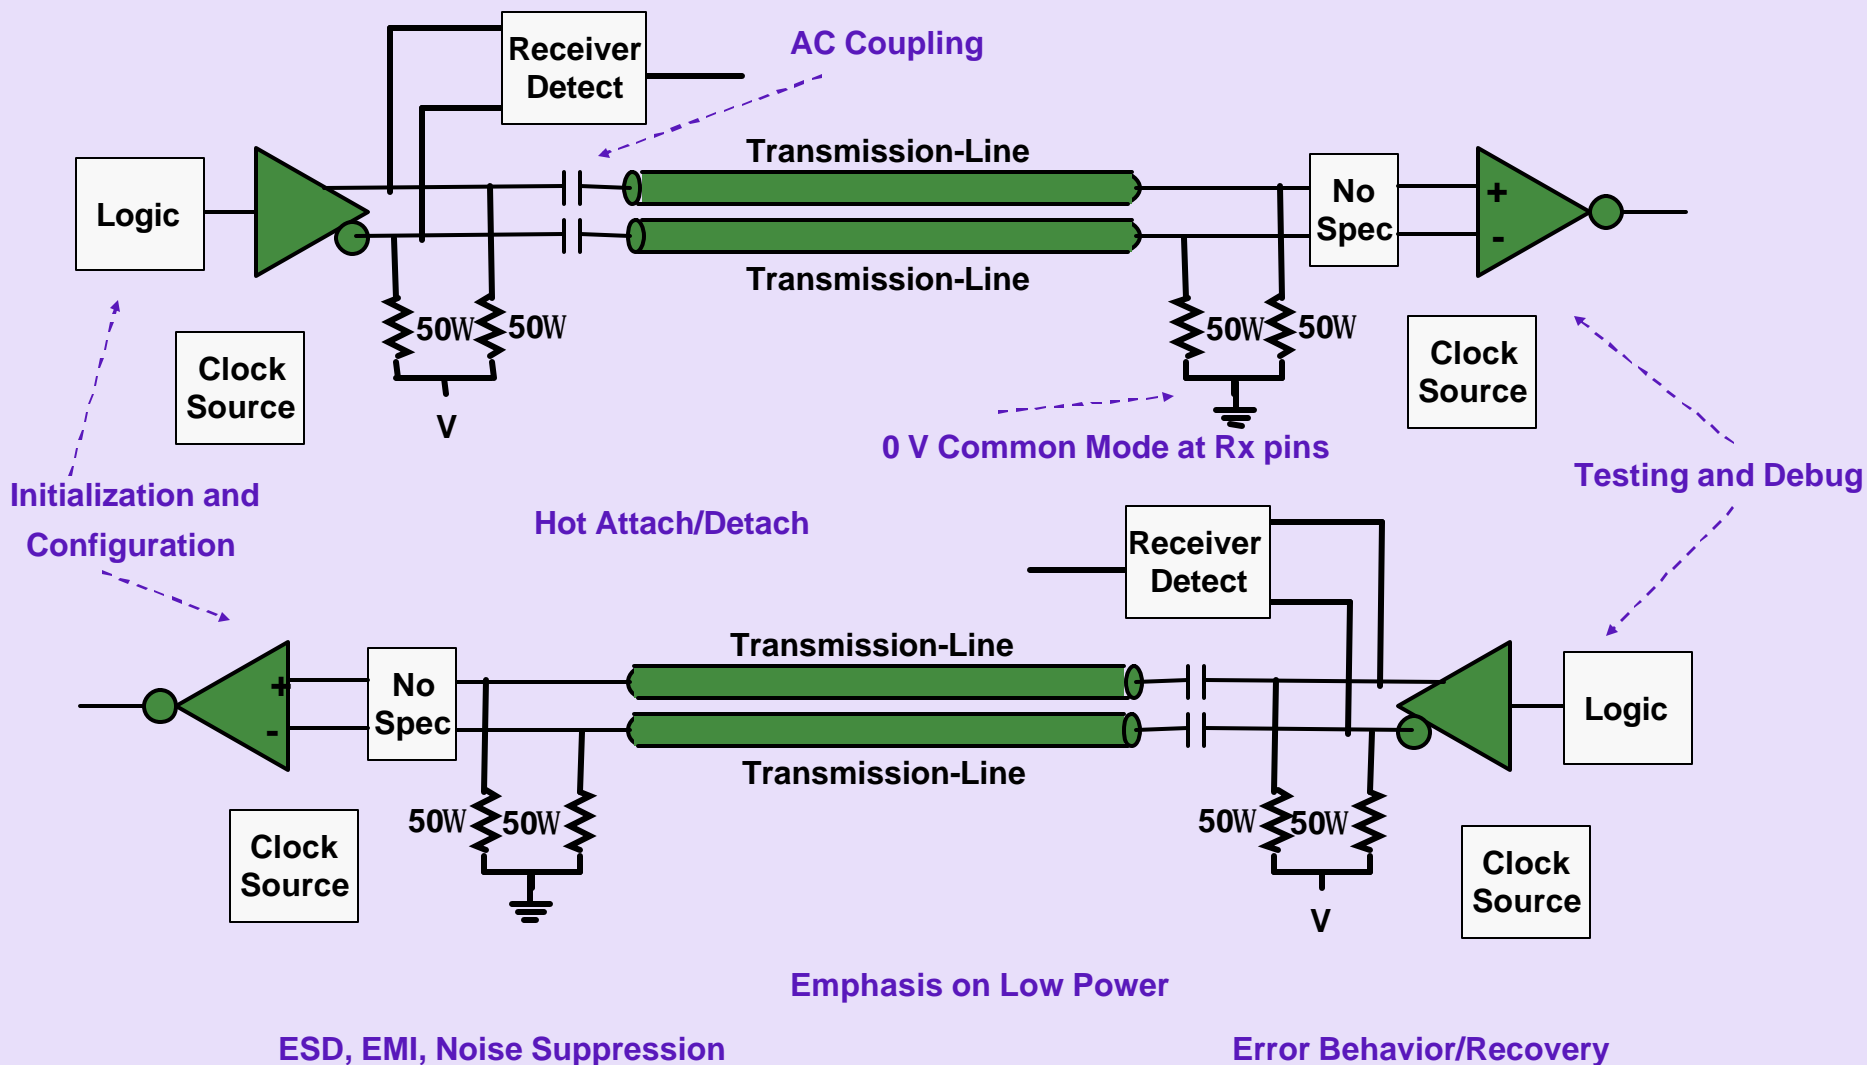 Receiver
Detect
AC Coupling
Transmission-Line
Logic
No
Spec
+
-
Transmission-Line
50W
50W
50W
50W
Clock
Source
Clock
Source
V
0 V Common Mode at Rx pins
Initialization and
Configuration
Testing and Debug
Hot Attach/Detach
Receiver
Detect
Transmission-Line
+
-
No
Spec
Logic
Transmission-Line
50W
50W
50W
50W
Clock
Source
Clock
Source
V
Emphasis on Low Power
ESD, EMI, Noise Suppression
Error Behavior/Recovery